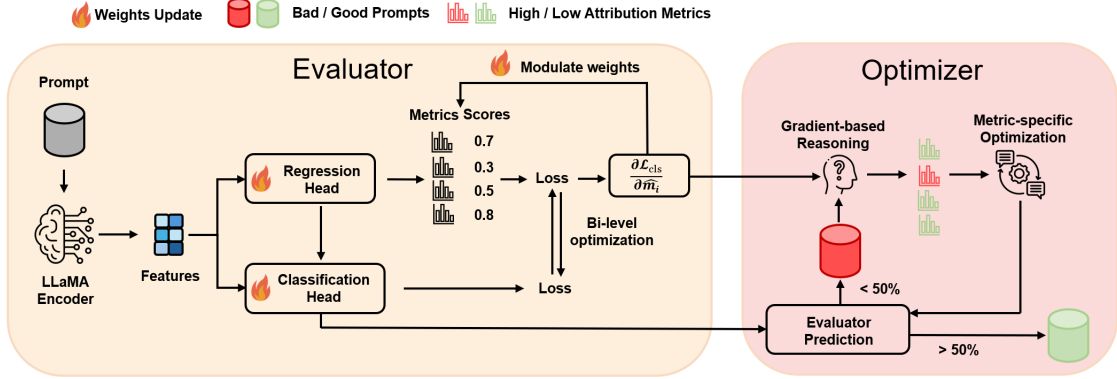 Weights Update
Bad / Good Prompts
High / Low Attribution Metrics
Evaluator
Prompt
LLaMA
Encoder
Features
Regression
Head
Classification
Head
Modulate weights
Metrics Scores
0.7
0.3
0.5
0.8
Loss
Bi-level
optimization
Loss
∂ℒcls
∂m̂i
Optimizer
Gradient-based
Reasoning
?
Metric-specific
Optimization
< 50%
Evaluator
Prediction
> 50%